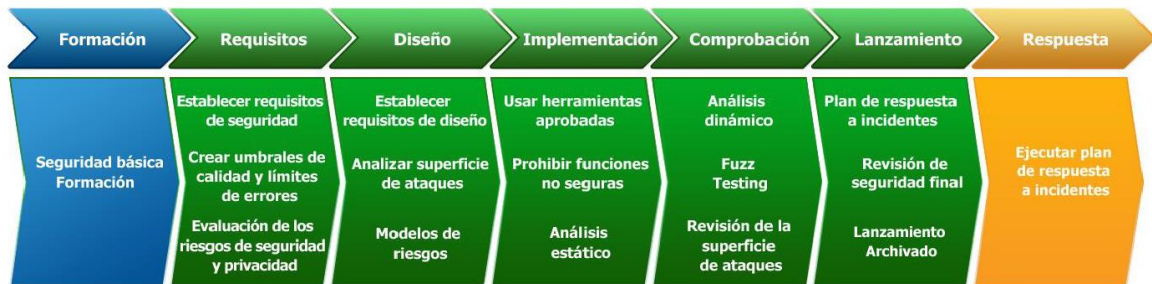 Formación
Requisitos
Diseño
Implementación
Comprobación
Lanzamiento
Respuesta
Seguridad básica
Formación
Establecer requisitos
de seguridad
Crear umbrales de
calidad y límites
de errores
Evaluación de los
riesgos de seguridad
y privacidad
Establecer
requisitos de diseño
Analizar superficie
de ataques
Modelos de
riesgos
Usar herramientas
aprobadas
Prohibir funciones
no seguras
Análisis
estático
Análisis
dinámico
Fuzz
Testing
Revisión de la
superficie
de ataques
Plan de respuesta
a incidentes
Revisión de
seguridad final
Lanzamiento
Archivado
Ejecutar plan
de respuesta
a incidentes